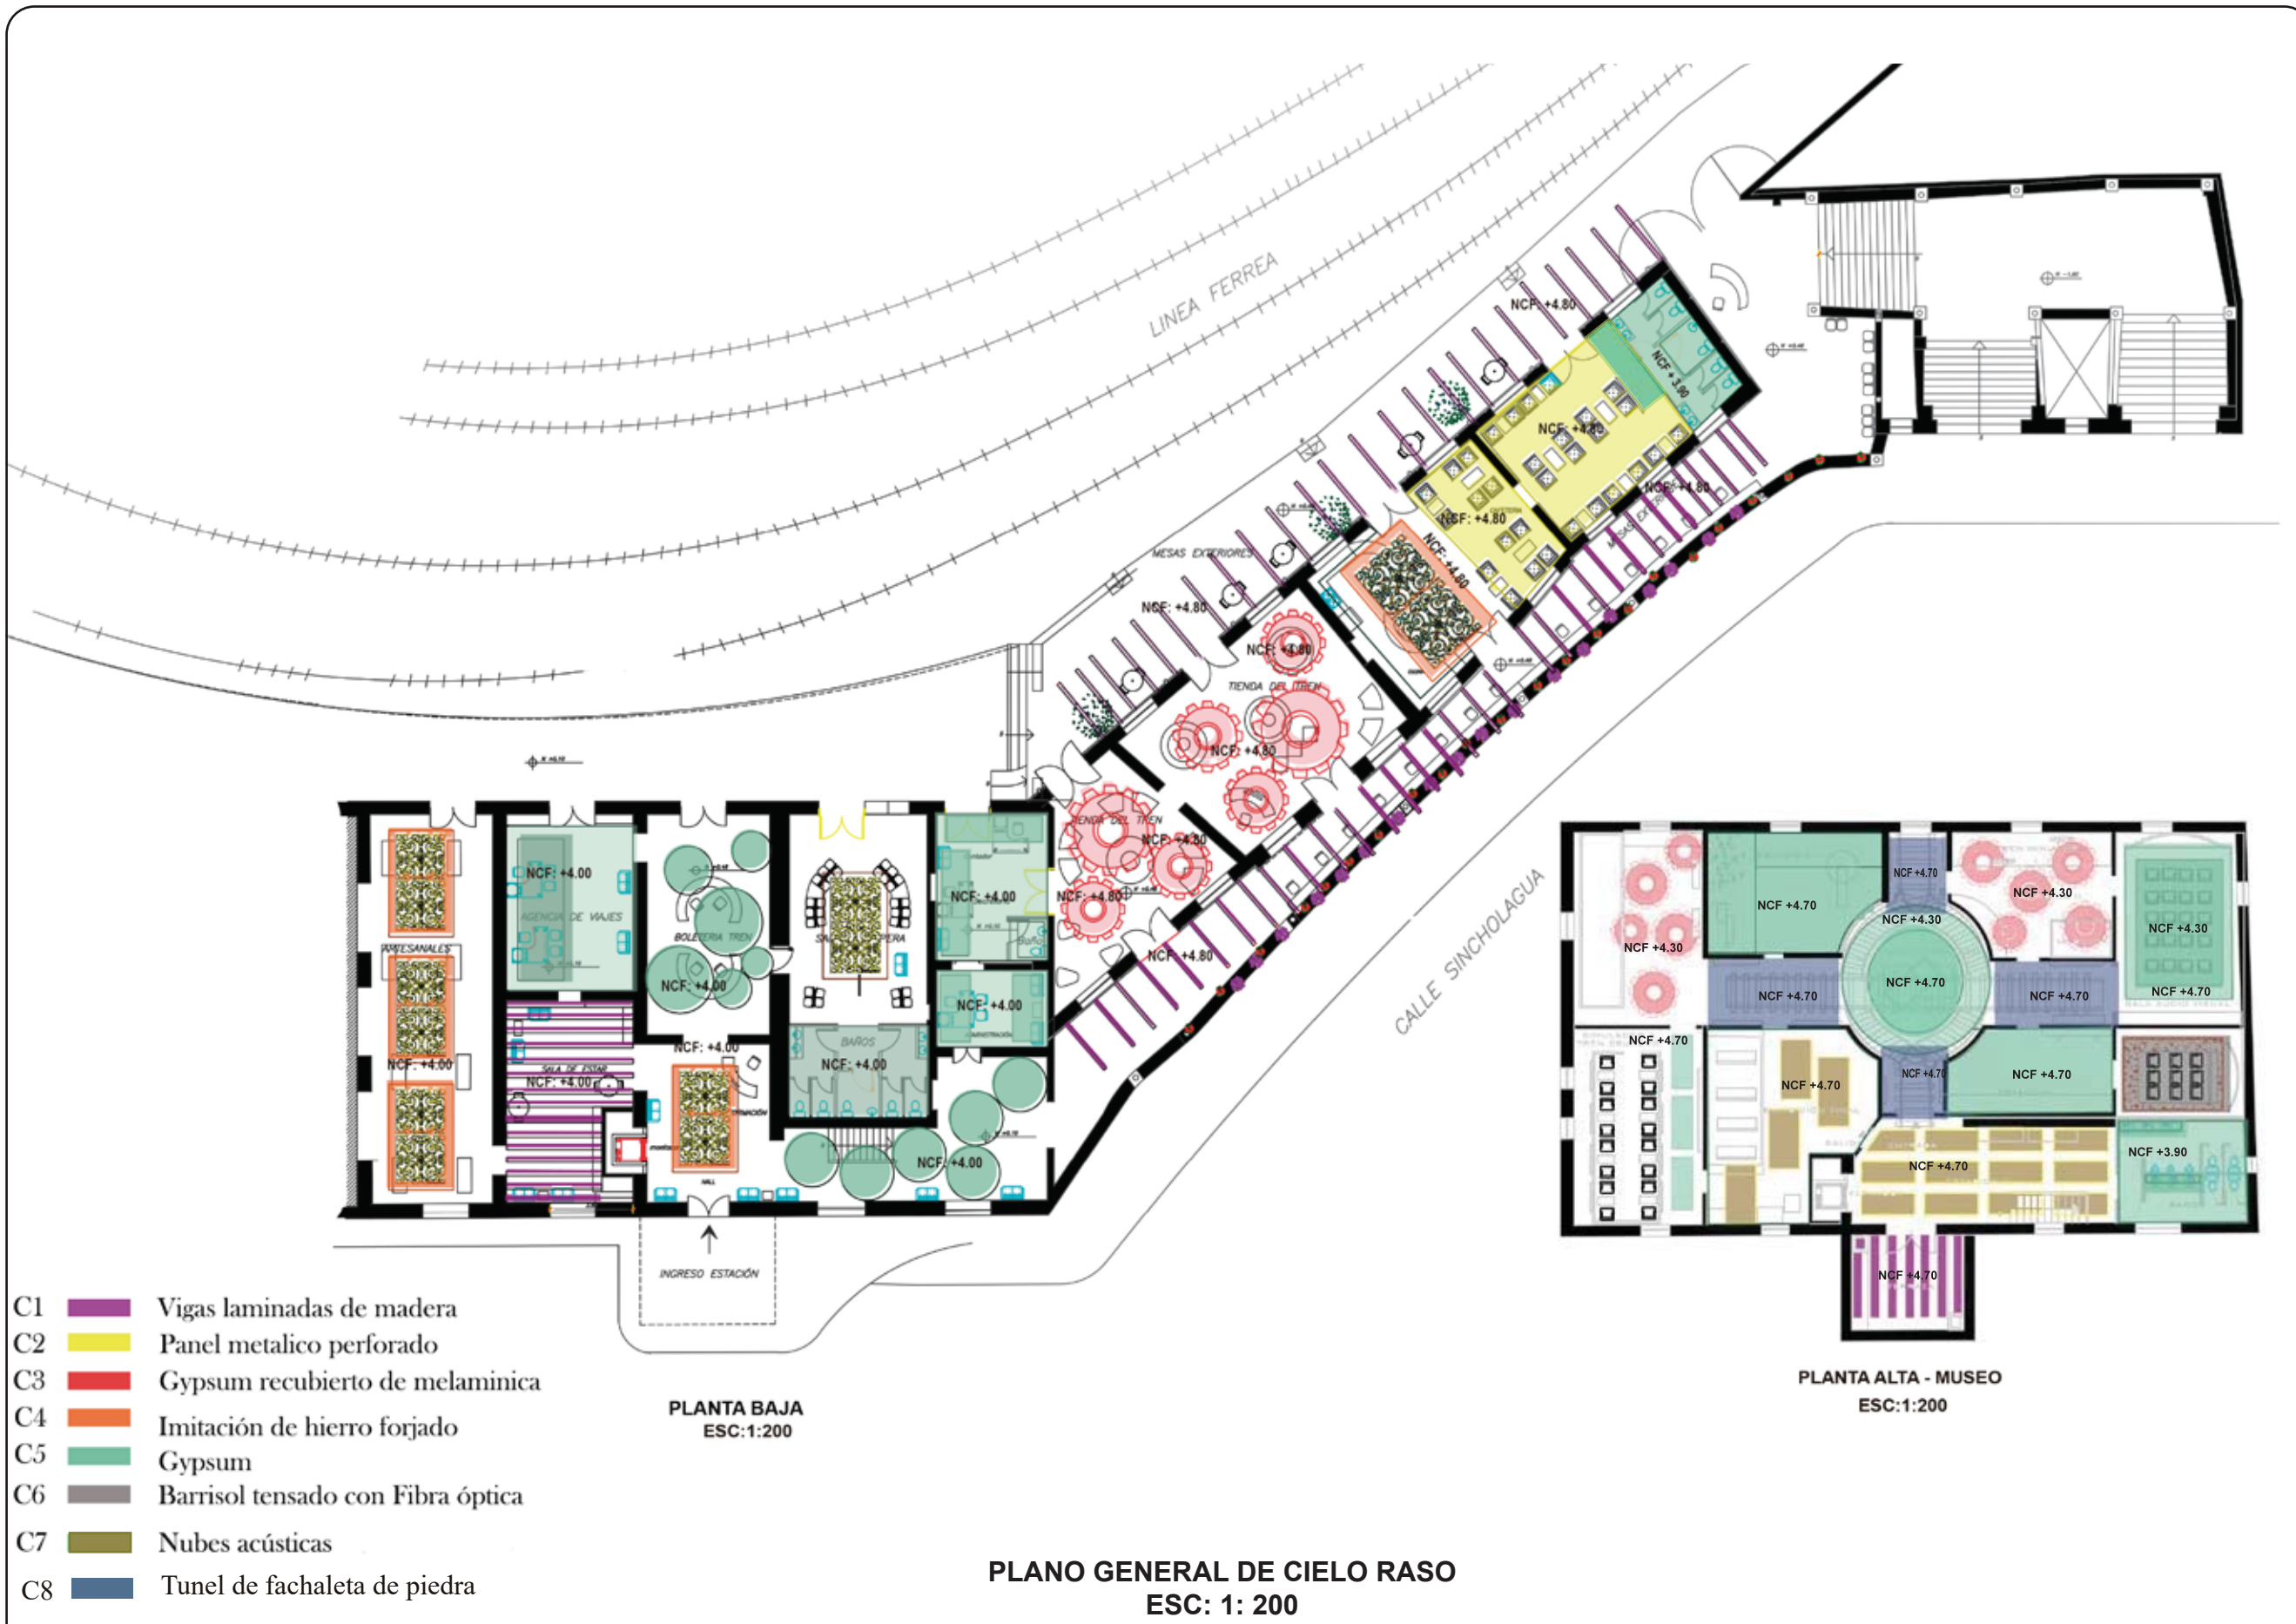 LINEA FERREA
NCF: +4.80
NCF + 3.90
NCF: +4.80
NCF: +4.80
NCF: +4.80
CAFETERIA
MESAS EXTERIORES
NCF: +4.80
MESAS EXTERIORES
NCF: +4.80
NCF: +4.80
TIENDA DEL TREN
NCF: +4.80
TIENDA DEL TREN
NCF: +4.80
NCF: +4.80
NCF: +4.80
CALLE SINCHOLAGUA
NCF: +4.00
AGENCIA DE VIAJES
BOLETERIA TREN
NCF: +4.00
NCF: +4.00
Baño
ARTESANALES
NCF: +4.00
SALA DE ESTAR
NCF: +4.00
NCF: +4.00
BAÑOS
NCF: +4.00
NCF: +4.00
ADMINISTRACIÓN
NCF: +4.00
HALL
INGRESO ESTACIÓN
NCF +4.70
NCF +4.30
NCF +4.30
NCF +4.70
NCF +4.30
NCF +4.30
NCF +4.70
NCF +4.70
NCF +4.70
NCF +4.70
NCF +4.70
NCF +4.70
NCF +4.70
NCF +4.70
NCF +4.70
NCF +3.90
NCF +4.70
NCF +4.70
PLANTA ALTA - MUSEO
ESC:1:200
PLANTA BAJA
ESC:1:200
C1 Vigas laminadas de madera
C2 Panel metalico perforado
C3 Gypsum recubierto de melaminica
C4 Imitación de hierro forjado
C5 Gypsum
C6 Barrisol tensado con Fibra óptica
C7 Nubes acústicas
C8 Tunel de fachaleta de piedra
PLANO GENERAL DE CIELO RASO
ESC: 1: 200